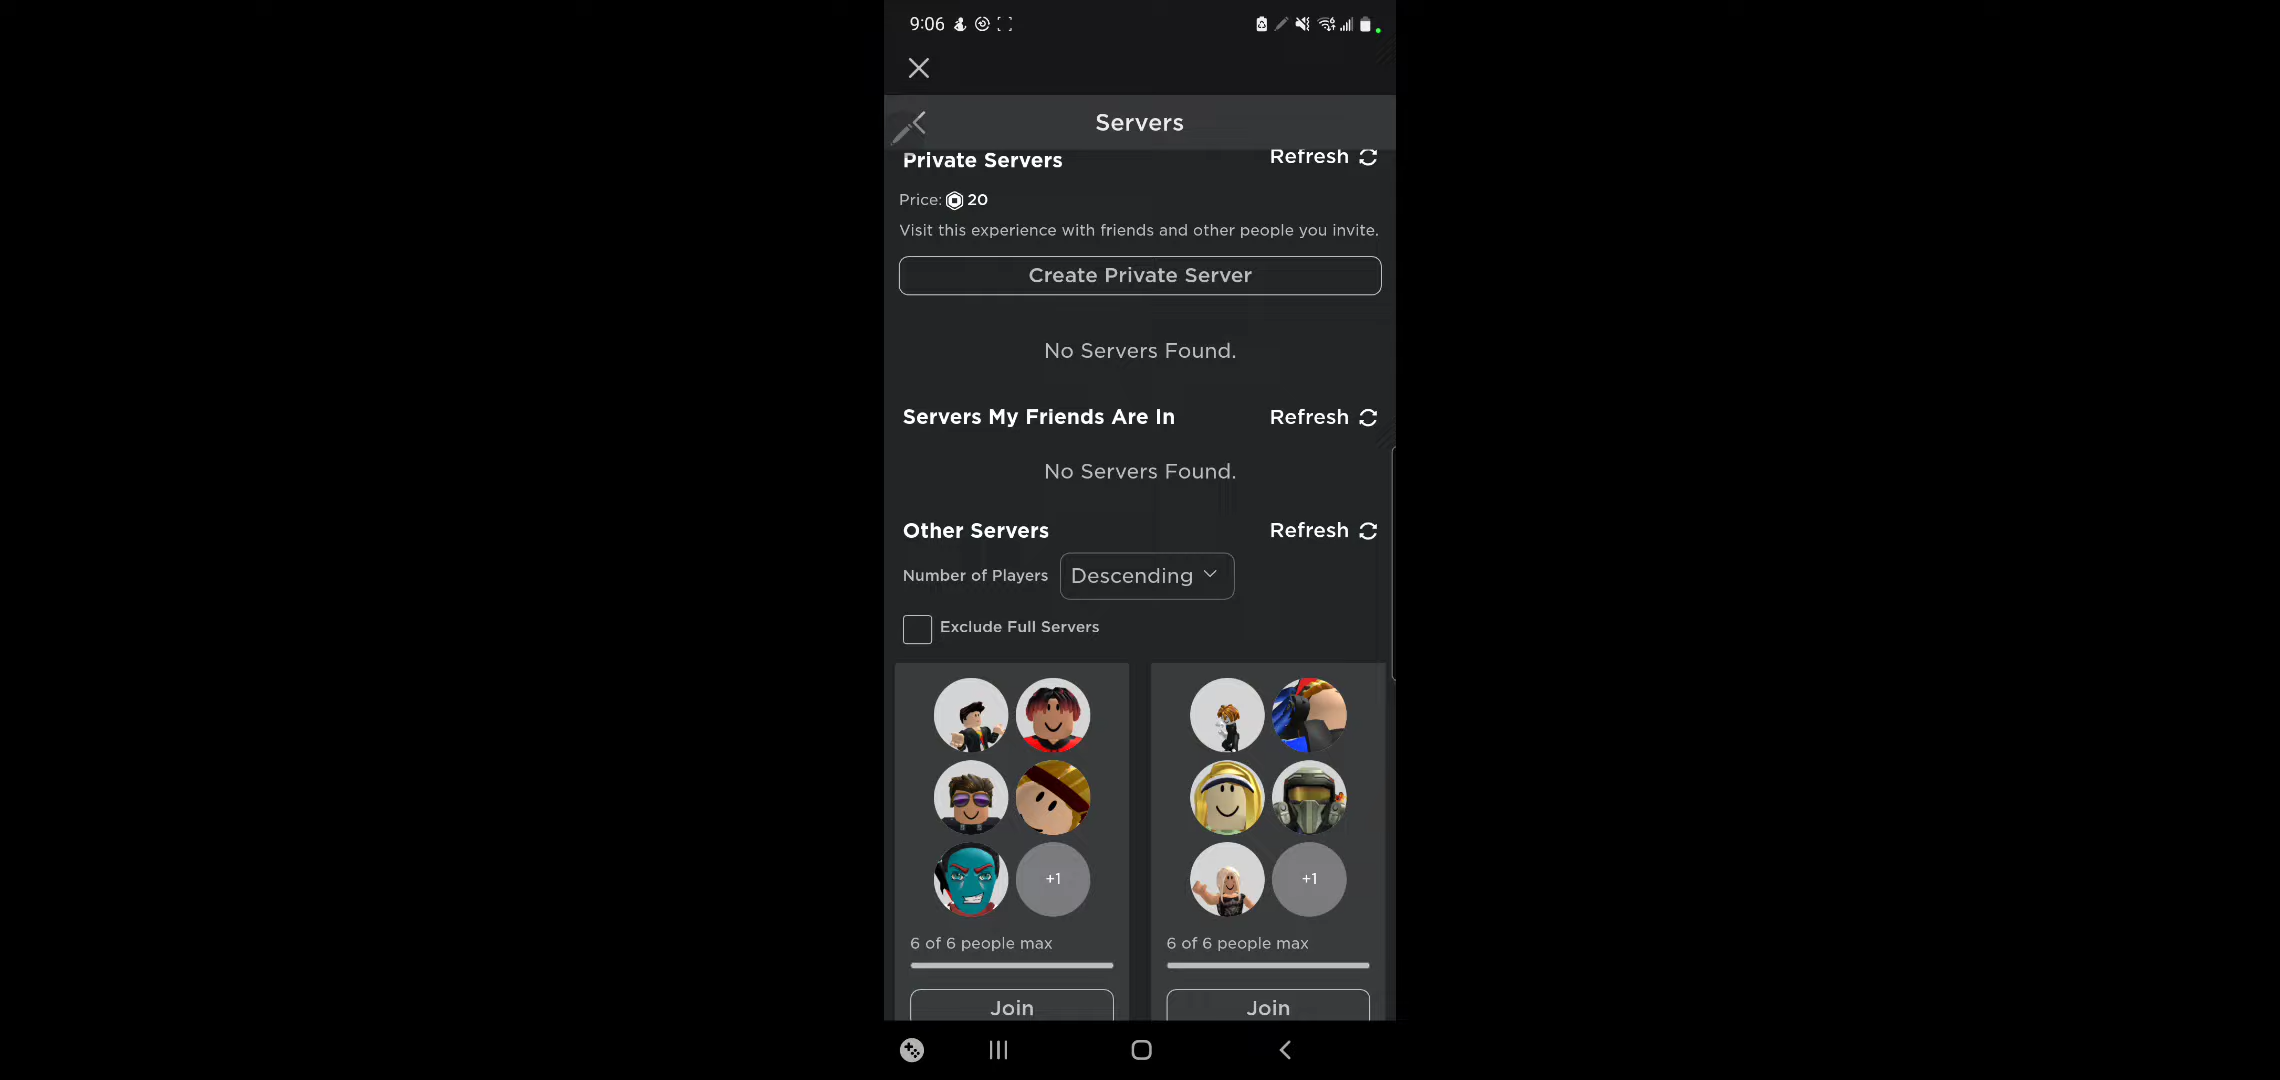 9:06
Servers
Private Servers
Refresh
Price: 20
Visit this experience with friends and other people you invite.
Create Private Server
No Servers Found.
Servers My Friends Are In
Refresh
No Servers Found.
Other Servers
Refresh
Number of Players
Descending
Exclude Full Servers
+1
+1
6 of 6 people max
6 of 6 people max
Join
Join